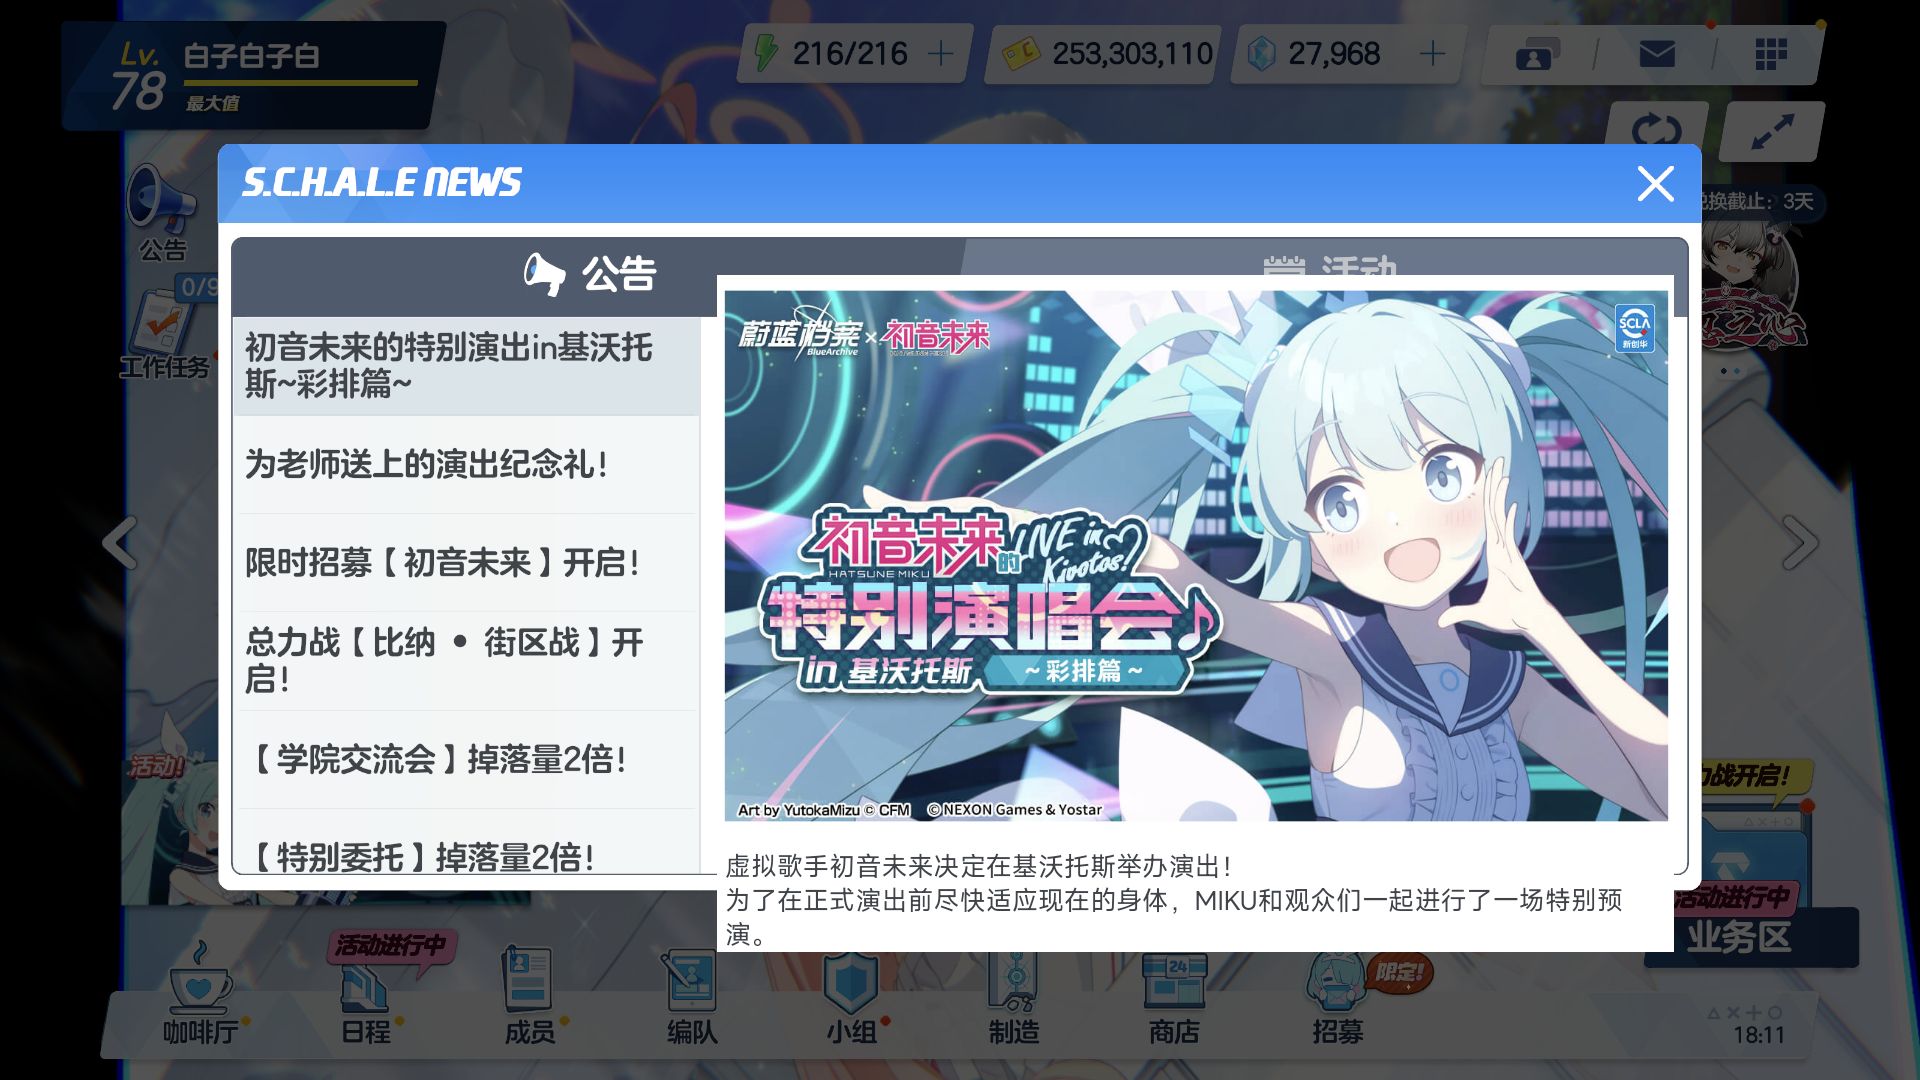 Lv.
78
白子白子白
最大值
216/216
253,303,110
27,968
公告
0/9
工作任务
兑换截止：3天
S.C.H.A.L.E NEWS
公告
活动
初音未来的特别演出in基沃托
斯~彩排篇~
为老师送上的演出纪念礼！
限时招募【初音未来】开启！
总力战【比纳 • 街区战】开
启！
【学院交流会】掉落量2倍！
【特别委托】掉落量2倍！
蔚蓝档案
BlueArchive
×
初音未来
SCLA
新创华
初音未来的
HATSUNE MIKU
LIVE in
Kivotos!
特别演唱会♪
in 基沃托斯
~彩排篇~
Art by YutokaMizu © CFM
© NEXON Games & Yostar
虚拟歌手初音未来决定在基沃托斯举办演出！
为了在正式演出前尽快适应现在的身体，MIKU和观众们一起进行了一场特别预
演。
活动!
力战开启!
活动进行中
业务区
活动进行中
限定!
24
咖啡厅
日程
成员
编队
小组
制造
商店
招募
18:11